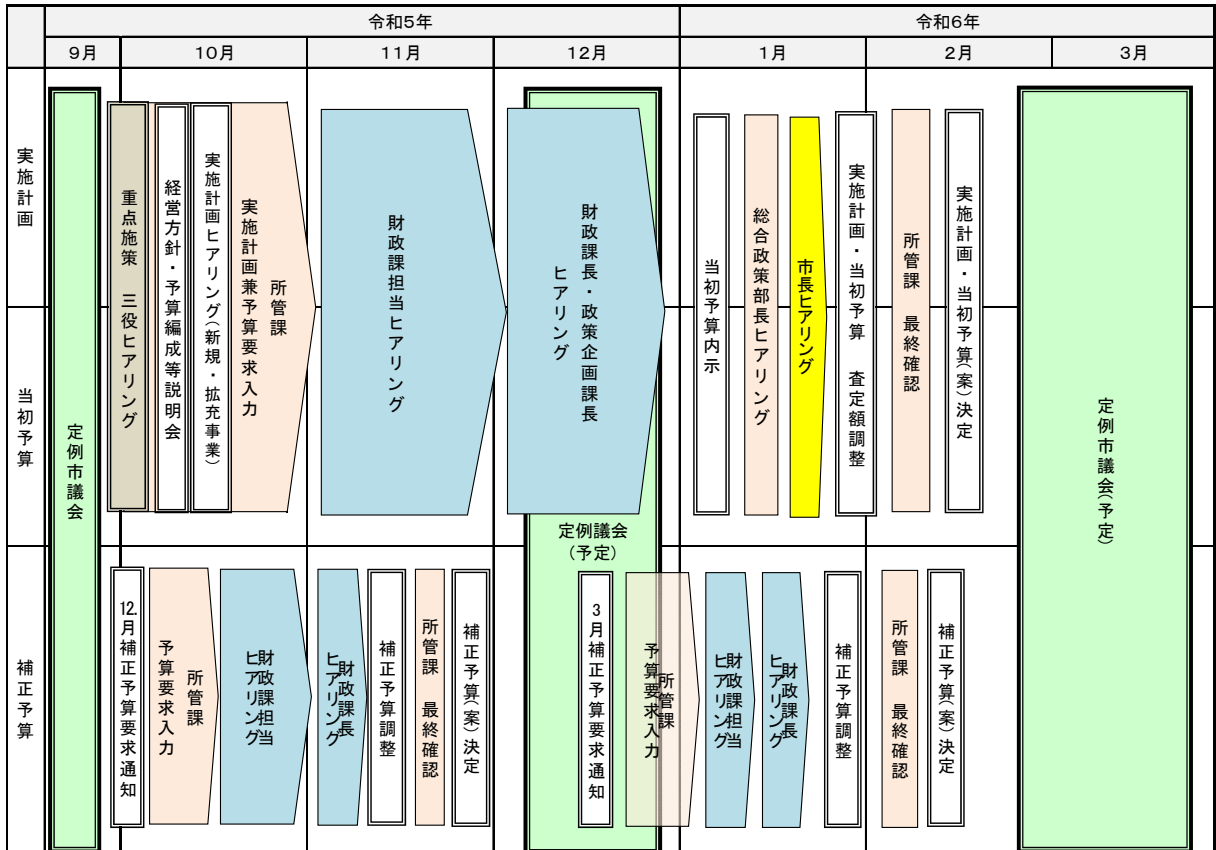 令和5年
令和6年
9月
10月
11月
12月
1月
2月
3月
実施計画
当初予算
補正予算
定例市議会
重点施策 三役ヒアリング
経営方針・予算編成等説明会
実施計画ヒアリング(新規・拡充事業)
所管課
実施計画兼予算要求入力
財政課担当ヒアリング
財政課長・政策企画課長
ヒアリング
定例議会
(予定)
当初予算内示
総合政策部長ヒアリング
市長ヒアリング
実施計画・当初予算 査定額調整
所管課 最終確認
実施計画・当初予算(案)決定
定例市議会(予定)
12月補正予算要求通知
所管課
予算要求入力
財政課担当
ヒアリング
財政課長
ヒアリング
補正予算調整
所管課 最終確認
補正予算(案)決定
3月補正予算要求通知
所管課
予算要求入力
財政課担当
ヒアリング
財政課長
ヒアリング
補正予算調整
所管課 最終確認
補正予算(案)決定